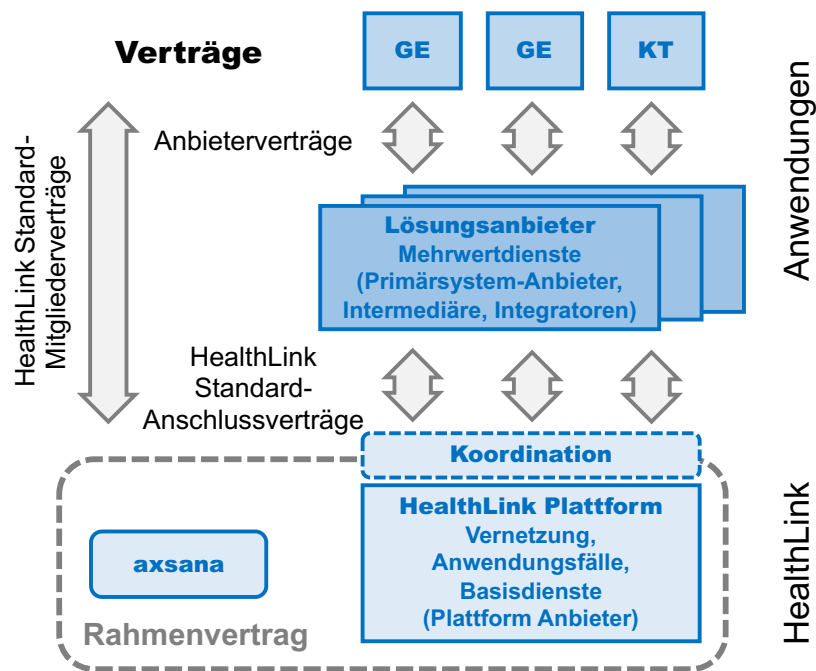 Verträge
GE
GE
KT
Anwendungen
Anbieterverträge
HealthLink Standard-
Mitgliederverträge
Lösungsanbieter
Mehrwertdienste
(Primärsystem-Anbieter,
Intermediäre, Integratoren)
HealthLink
Standard-
Anschlussverträge
Koordination
HealthLink Plattform
Vernetzung,
Anwendungsfälle,
Basisdienste
(Plattform Anbieter)
axsana
Rahmenvertrag
HealthLink